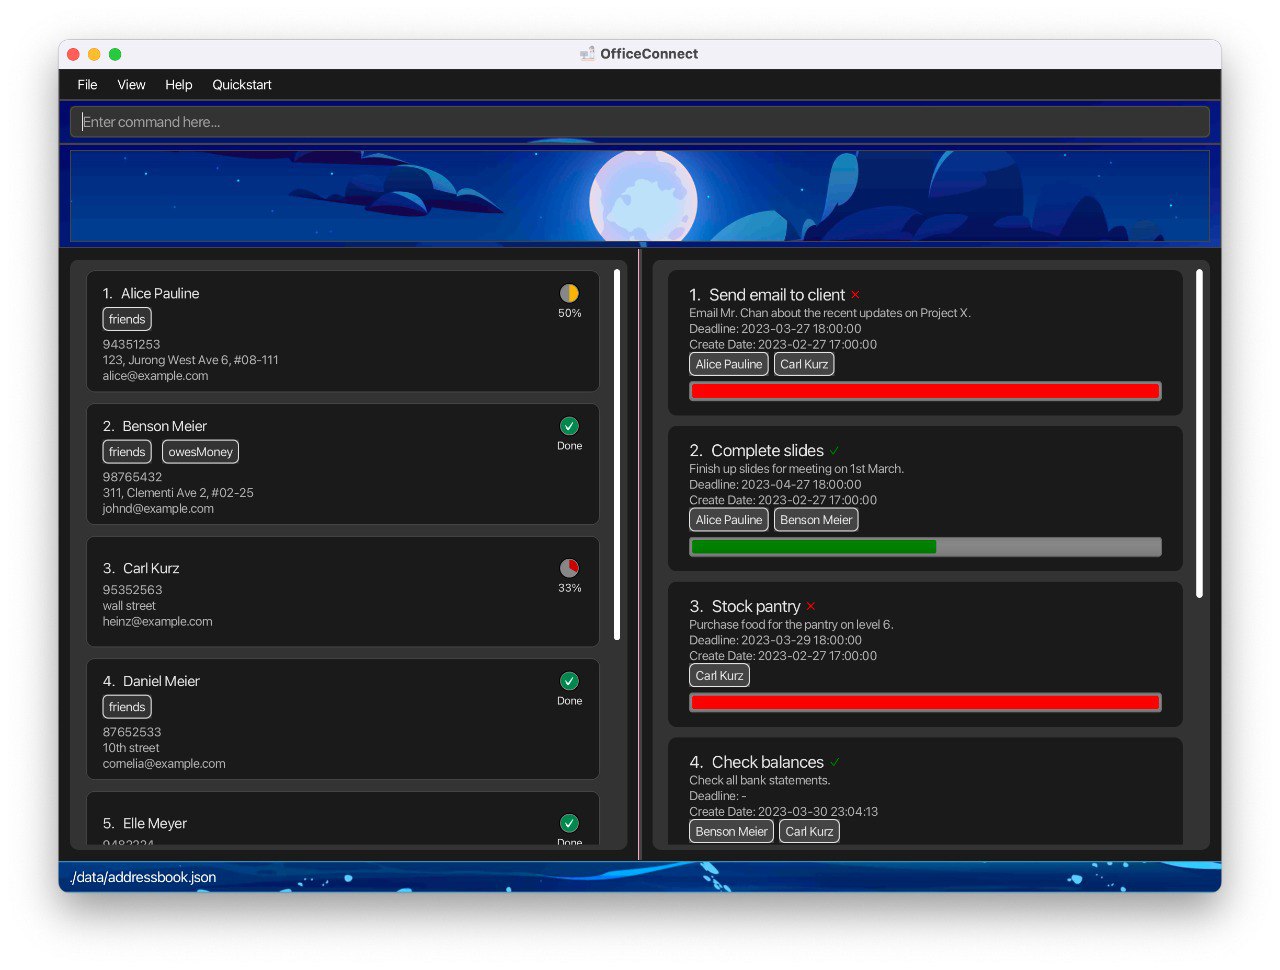 OfficeConnect
File View Help Quickstart
Enter command here...
1. Alice Pauline
friends
50%
94351253
123, Jurong West Ave 6, #08-111
alice@example.com
2. Benson Meier
friends owesMoney
Done
98765432
311, Clementi Ave 2, #02-25
johnd@example.com
3. Carl Kurz
33%
95352563
wall street
heinz@example.com
4. Daniel Meier
friends
Done
87652533
10th street
cornelia@example.com
5. Elle Meyer
Done
1. Send email to client
Email Mr. Chan about the recent updates on Project X.
Deadline: 2023-03-27 18:00:00
Create Date: 2023-02-27 17:00:00
Alice Pauline Carl Kurz
2. Complete slides
Finish up slides for meeting on 1st March.
Deadline: 2023-04-27 18:00:00
Create Date: 2023-02-27 17:00:00
Alice Pauline Benson Meier
3. Stock pantry
Purchase food for the pantry on level 6.
Deadline: 2023-03-29 18:00:00
Create Date: 2023-02-27 17:00:00
Carl Kurz
4. Check balances
Check all bank statements.
Deadline: -
Create Date: 2023-03-30 23:04:13
Benson Meier Carl Kurz
./data/addressbook.json